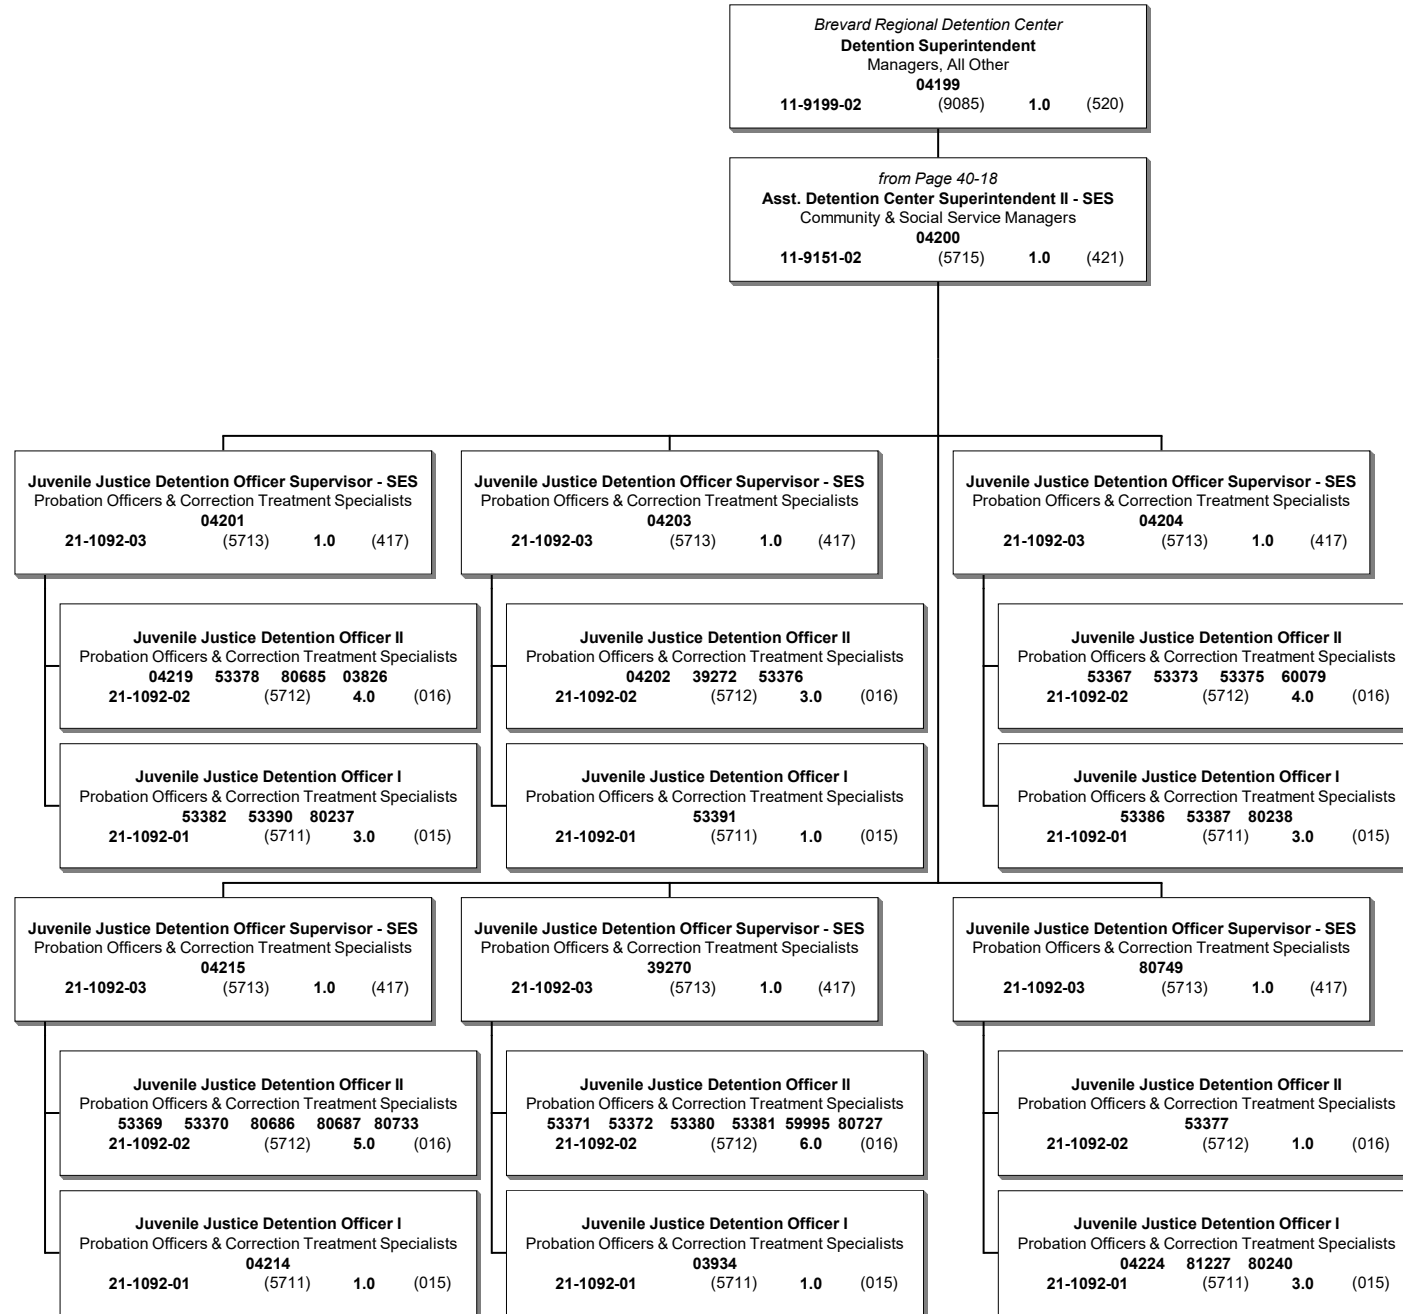 Brevard Regional Detention Center
Detention Superintendent
Managers, All Other
04199
11-9199-02 (9085) 1.0 (520)
from Page 40-18
Asst. Detention Center Superintendent II - SES
Community & Social Service Managers
04200
11-9151-02 (5715) 1.0 (421)
Juvenile Justice Detention Officer Supervisor - SES
Probation Officers & Correction Treatment Specialists
04201
21-1092-03 (5713) 1.0 (417)
Juvenile Justice Detention Officer II
Probation Officers & Correction Treatment Specialists
04219 53378 80685 03826
21-1092-02 (5712) 4.0 (016)
Juvenile Justice Detention Officer I
Probation Officers & Correction Treatment Specialists
53382 53390 80237
21-1092-01 (5711) 3.0 (015)
Juvenile Justice Detention Officer Supervisor - SES
Probation Officers & Correction Treatment Specialists
04203
21-1092-03 (5713) 1.0 (417)
Juvenile Justice Detention Officer II
Probation Officers & Correction Treatment Specialists
04202 39272 53376
21-1092-02 (5712) 3.0 (016)
Juvenile Justice Detention Officer I
Probation Officers & Correction Treatment Specialists
53391
21-1092-01 (5711) 1.0 (015)
Juvenile Justice Detention Officer Supervisor - SES
Probation Officers & Correction Treatment Specialists
04204
21-1092-03 (5713) 1.0 (417)
Juvenile Justice Detention Officer II
Probation Officers & Correction Treatment Specialists
53367 53373 53375 60079
21-1092-02 (5712) 4.0 (016)
Juvenile Justice Detention Officer I
Probation Officers & Correction Treatment Specialists
53386 53387 80238
21-1092-01 (5711) 3.0 (015)
Juvenile Justice Detention Officer Supervisor - SES
Probation Officers & Correction Treatment Specialists
04215
21-1092-03 (5713) 1.0 (417)
Juvenile Justice Detention Officer II
Probation Officers & Correction Treatment Specialists
53369 53370 80686 80687 80733
21-1092-02 (5712) 5.0 (016)
Juvenile Justice Detention Officer I
Probation Officers & Correction Treatment Specialists
04214
21-1092-01 (5711) 1.0 (015)
Juvenile Justice Detention Officer Supervisor - SES
Probation Officers & Correction Treatment Specialists
39270
21-1092-03 (5713) 1.0 (417)
Juvenile Justice Detention Officer II
Probation Officers & Correction Treatment Specialists
53371 53372 53380 53381 59995 80727
21-1092-02 (5712) 6.0 (016)
Juvenile Justice Detention Officer I
Probation Officers & Correction Treatment Specialists
03934
21-1092-01 (5711) 1.0 (015)
Juvenile Justice Detention Officer Supervisor - SES
Probation Officers & Correction Treatment Specialists
80749
21-1092-03 (5713) 1.0 (417)
Juvenile Justice Detention Officer II
Probation Officers & Correction Treatment Specialists
53377
21-1092-02 (5712) 1.0 (016)
Juvenile Justice Detention Officer I
Probation Officers & Correction Treatment Specialists
04224 81227 80240
21-1092-01 (5711) 3.0 (015)